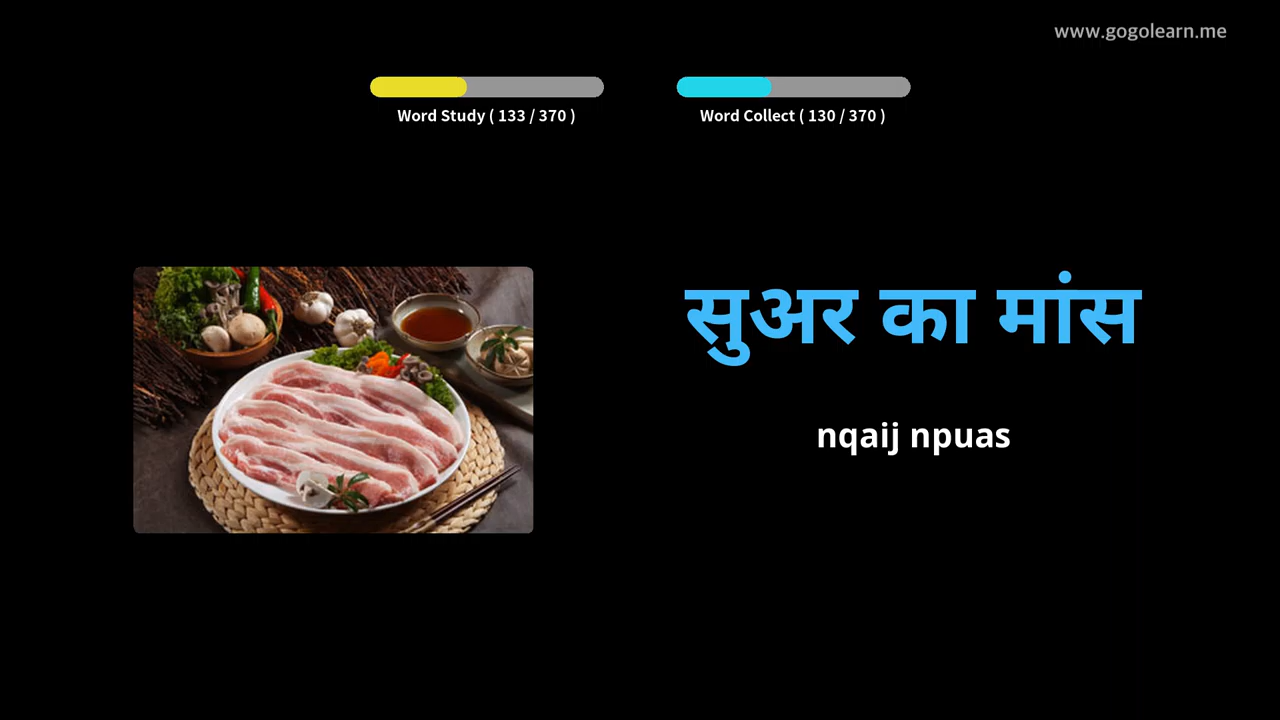 www.gogolearn.me
Word Study ( 133 / 370 )
Word Collect ( 130 / 370 )
सुअर का मांस
nqaij npuas